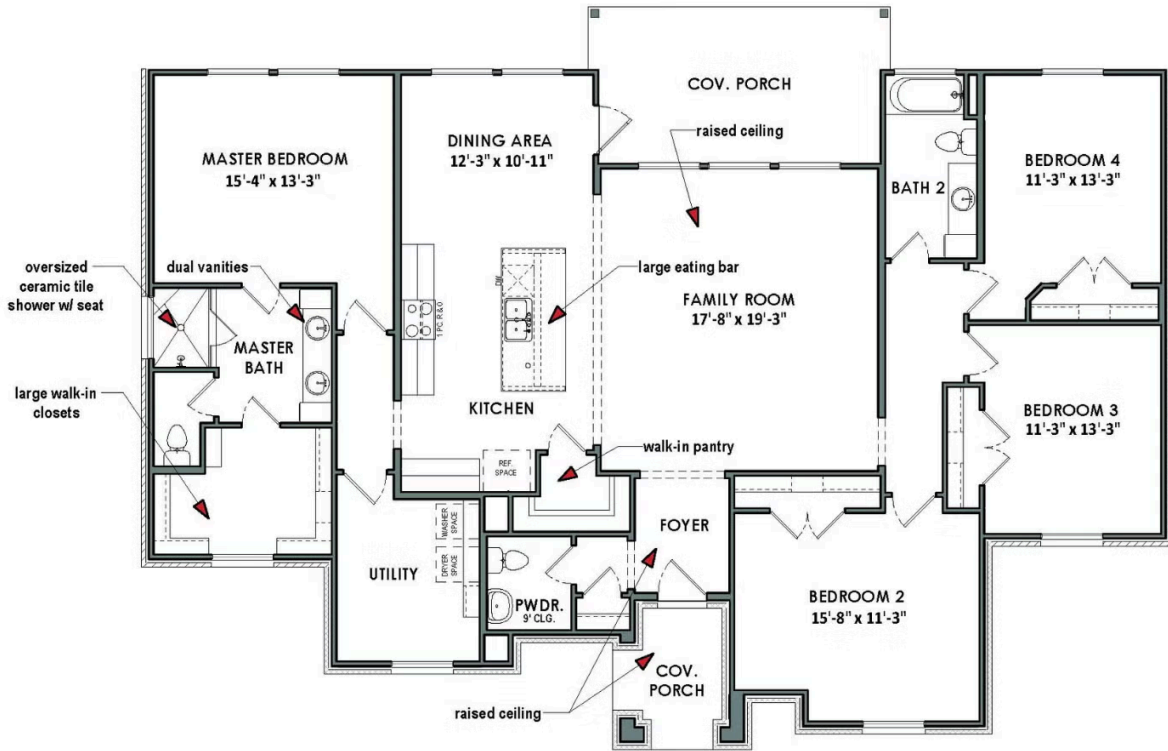 COV. PORCH
raised ceiling
MASTER BEDROOM
15'-4" x 13'-3"
DINING AREA
12'-3" x 10'-11"
BATH 2
BEDROOM 4
11'-3" x 13'-3"
oversized
ceramic tile
shower w/ seat
dual vanities
DW
large eating bar
1 PC. R & O
FAMILY ROOM
17'-8" x 19'-3"
MASTER
BATH
large walk-in
closets
KITCHEN
BEDROOM 3
11'-3" x 13'-3"
walk-in pantry
REF.
SPACE
WASHER
SPACE
DRYER
SPACE
FOYER
UTILITY
PWDR.
9' CLG.
BEDROOM 2
15'-8" x 11'-3"
COV.
PORCH
raised ceiling